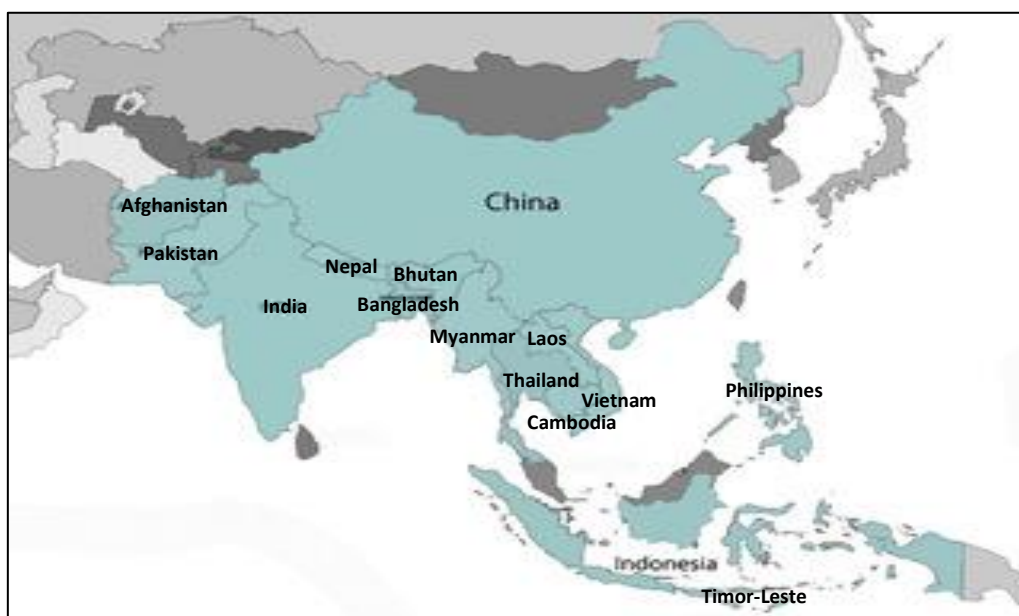 China
Afghanistan
Pakistan
Nepal
Bhutan
India
Bangladesh
Myanmar
Laos
Thailand
Vietnam
Philippines
Cambodia
Indonesia
Timor-Leste